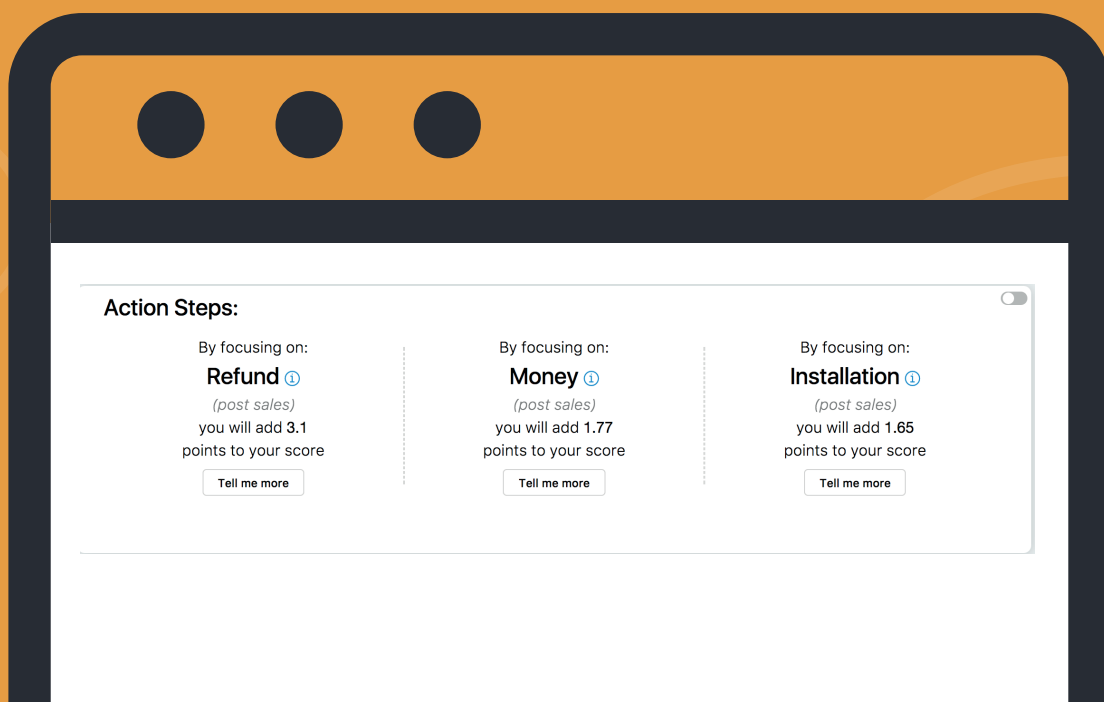 Action Steps:
By focusing on:
Refund
(post sales)
you will add 3.1
points to your score
Tell me more
By focusing on:
Money
(post sales)
you will add 1.77
points to your score
Tell me more
By focusing on:
Installation
(post sales)
you will add 1.65
points to your score
Tell me more